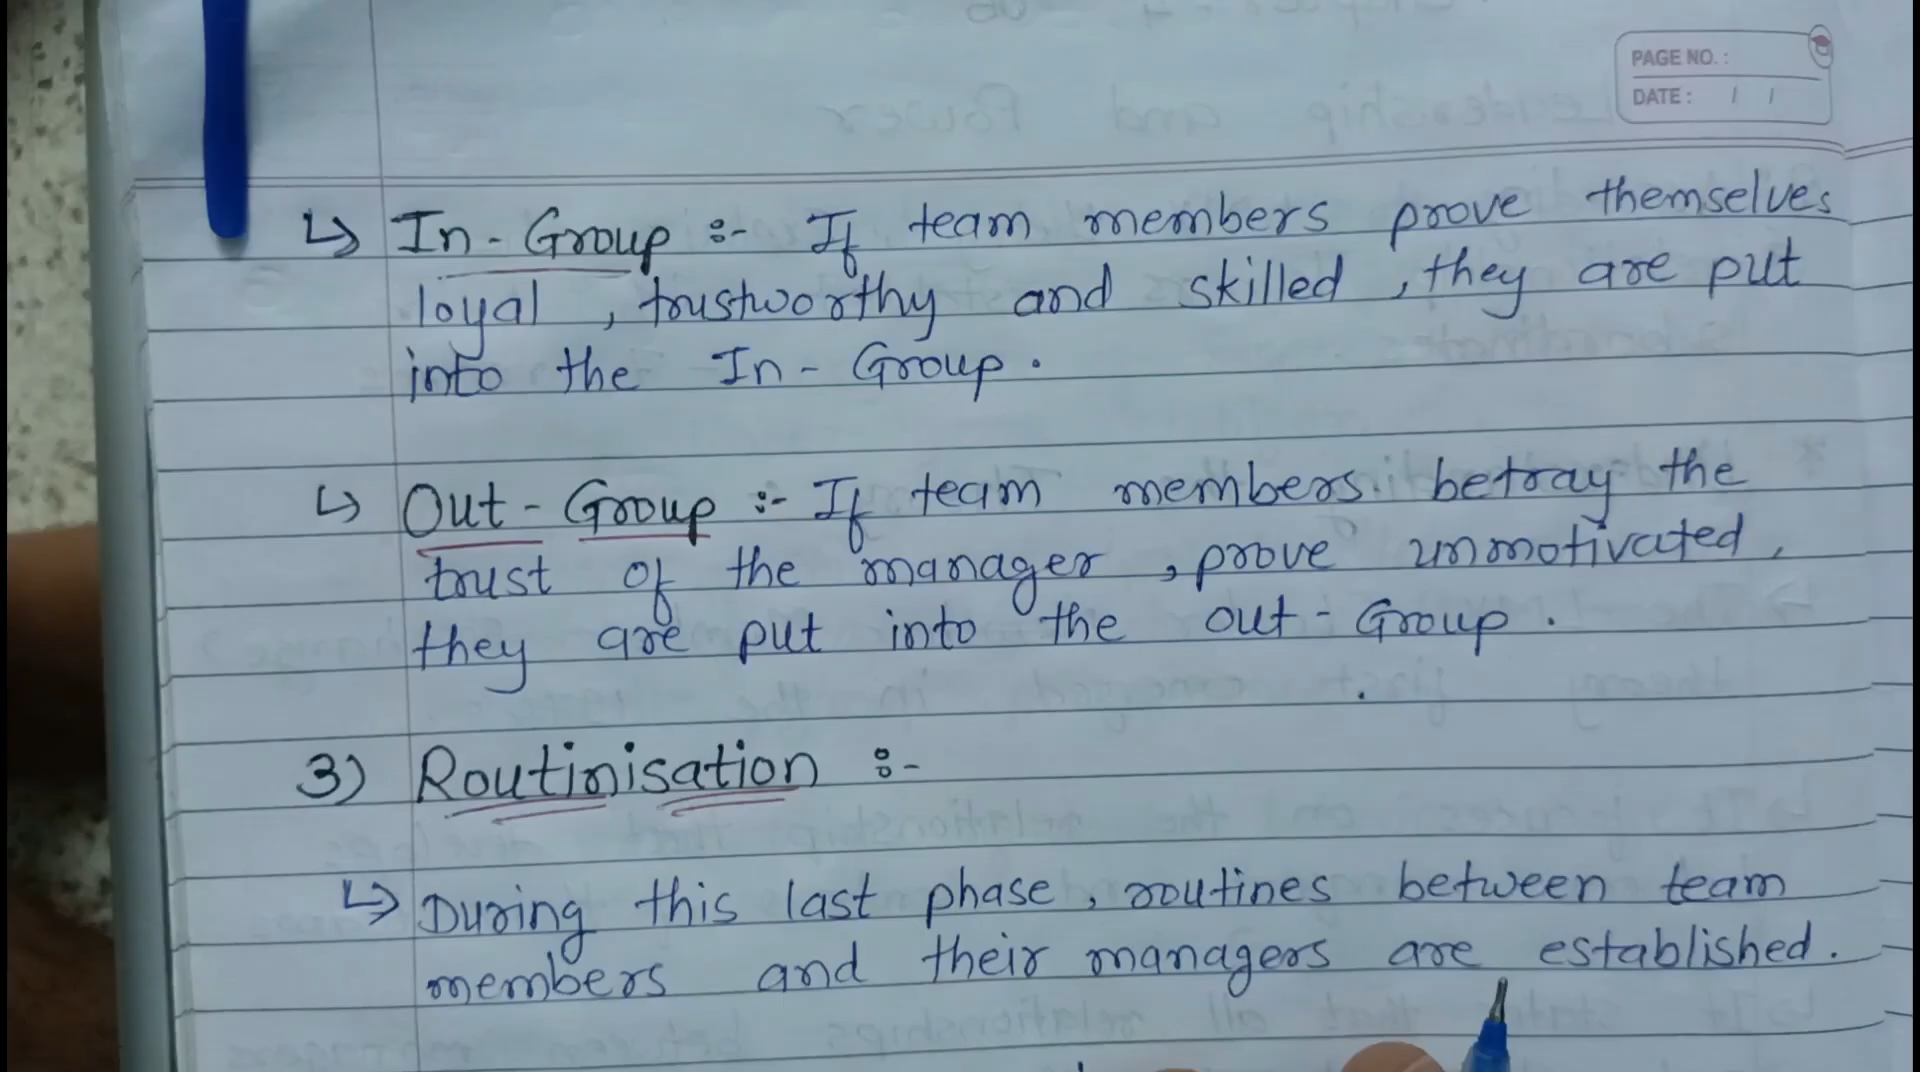 PAGE NO. :
DATE : / /
↳ In - Group :- If team members prove themselves
loyal , trustworthy and skilled , they are put
into the In - Group .
↳ Out - Group :- If team members betray the
trust of the manager , prove unmotivated ,
they are put into the out - Group .
3) Routinisation :-
↳ During this last phase , routines between team
members and their managers are established .